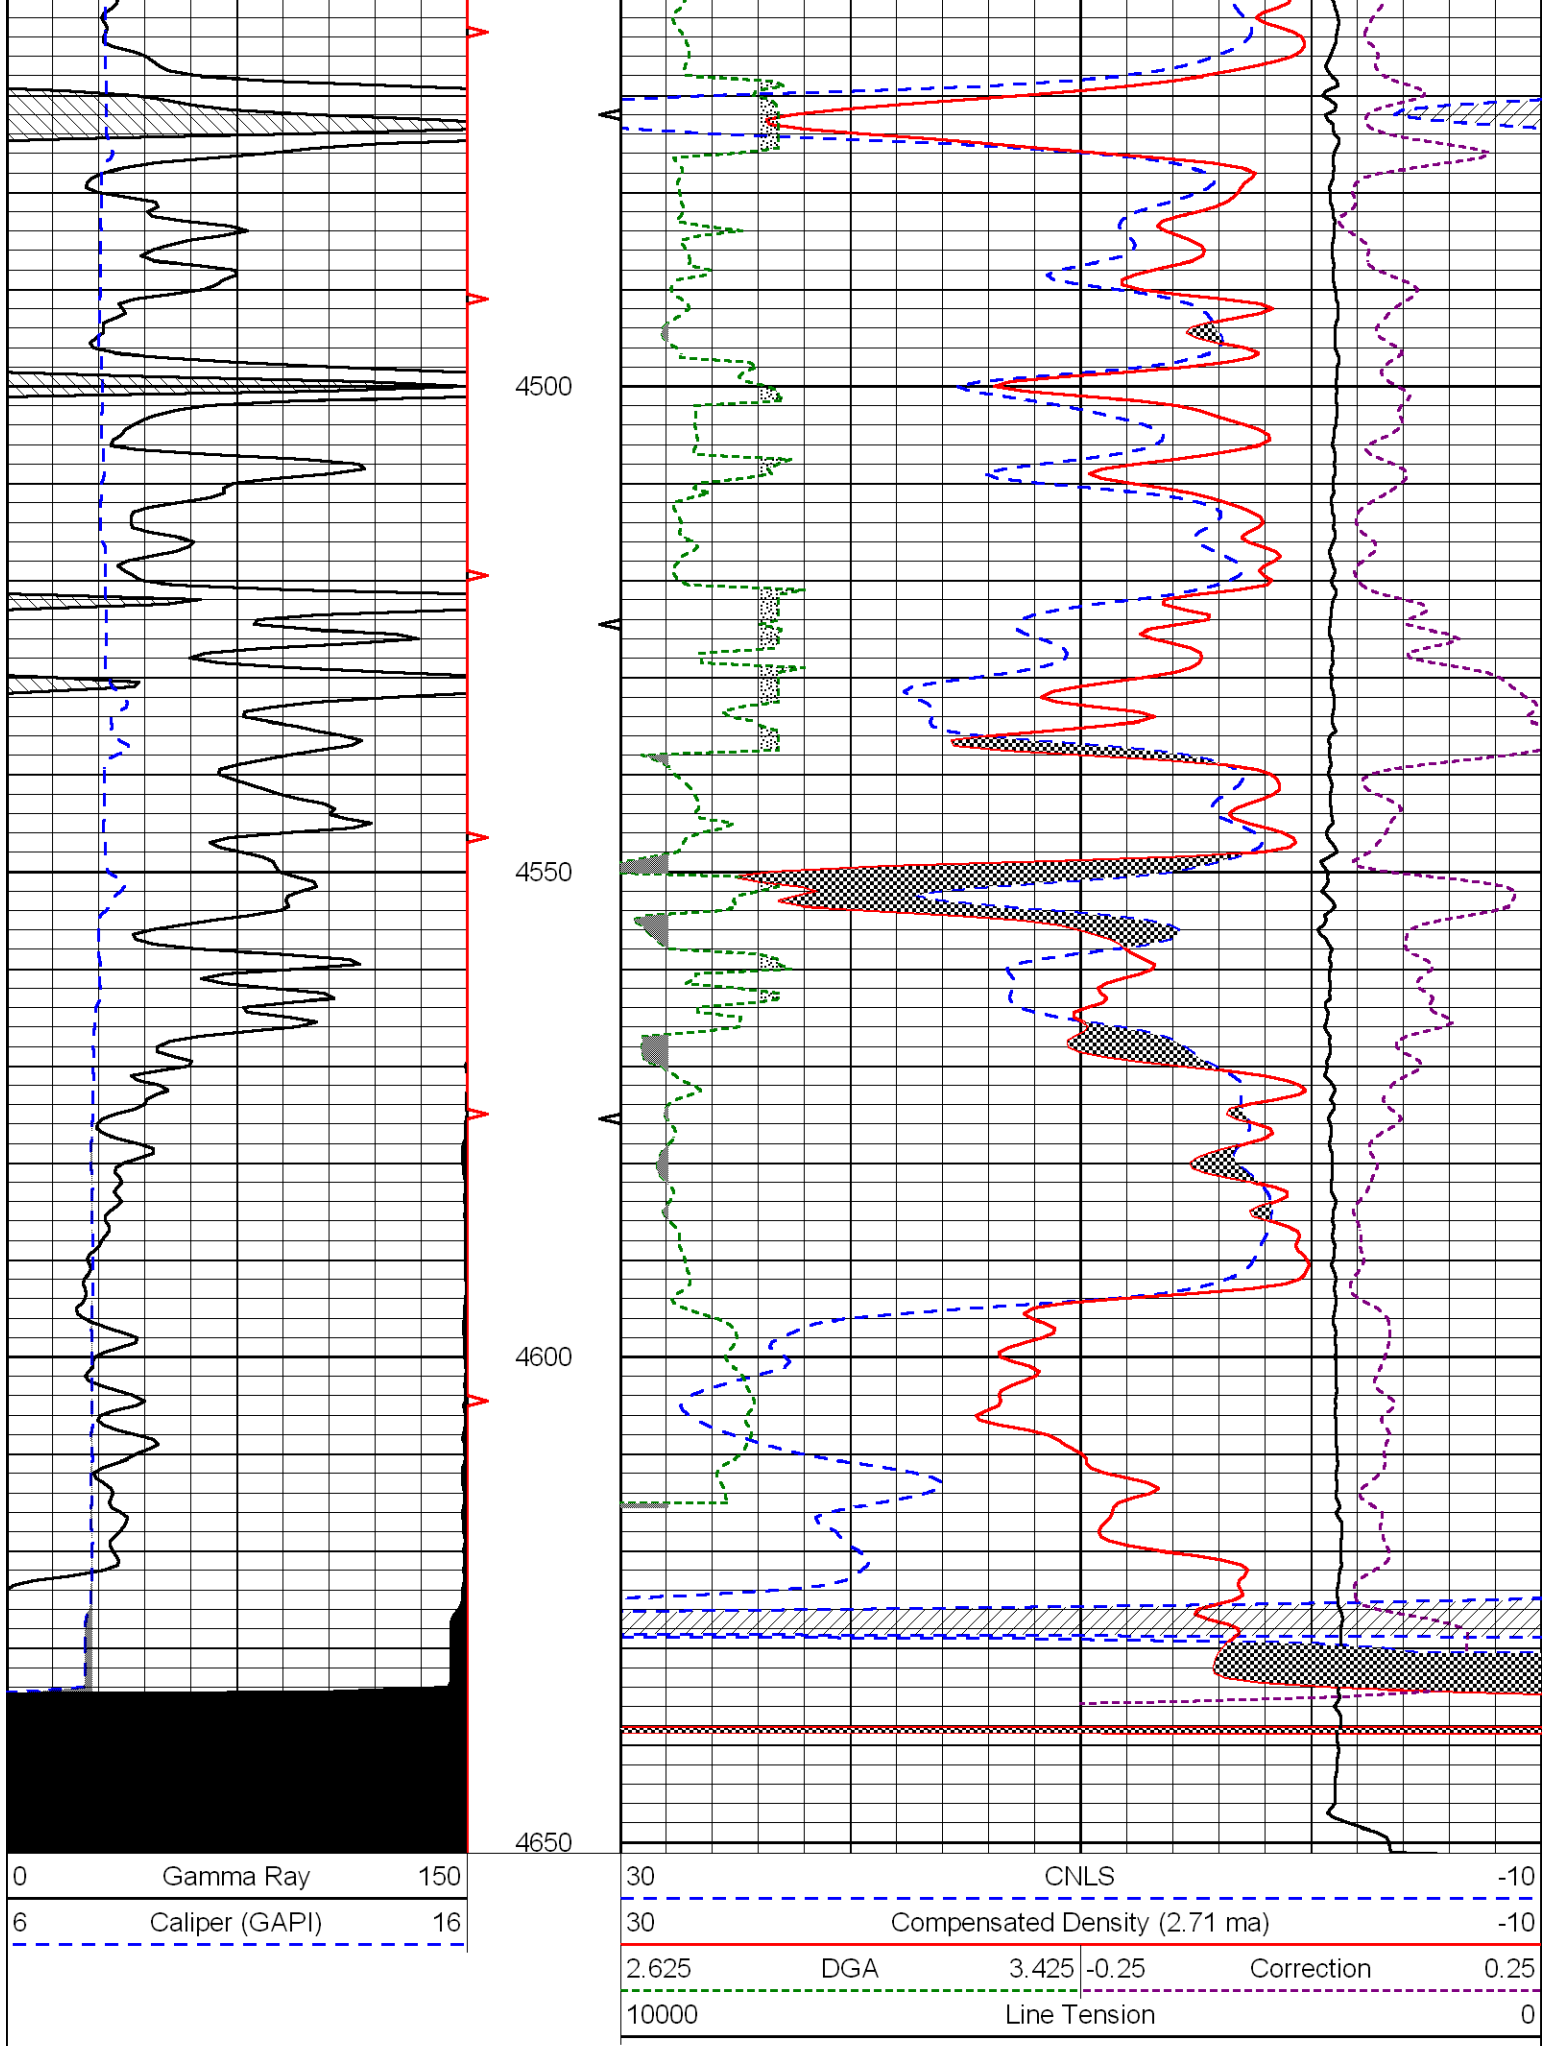 4500
4550
4600
4650
0 Gamma Ray 150
6 Caliper (GAPI) 16
30 CNLS -10
30 Compensated Density (2.71 ma) -10
2.625 DGA 3.425 -0.25 Correction 0.25
10000 Line Tension 0